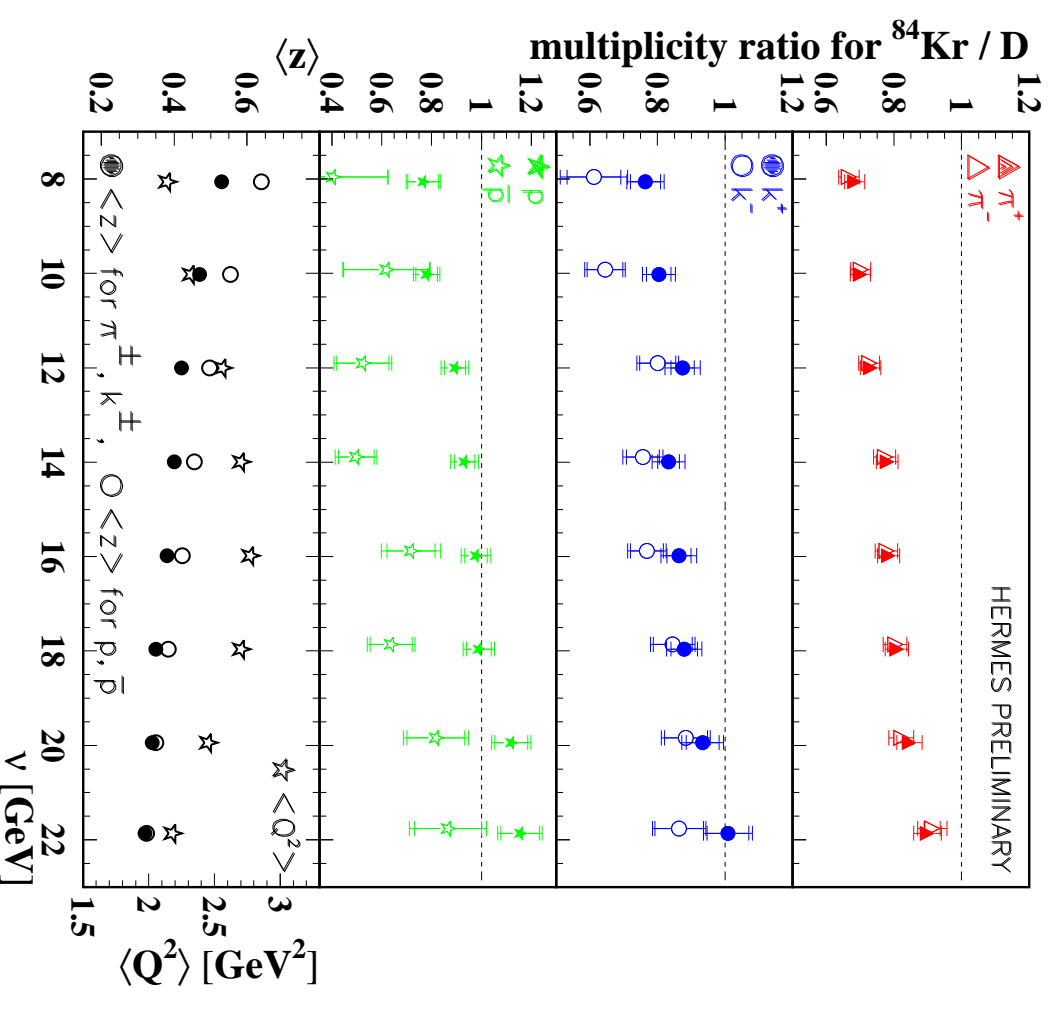 multiplicity ratio for ⁸⁴Kr / D
HERMES PRELIMINARY
π⁺
π⁻
0.6 0.8 1 1.2
k⁺
k⁻
0.6 0.8 1 1.2
p
p̅
0.4 0.6 0.8 1 1.2
⟨z⟩
0.2 0.4 0.6
<Q²>
<z> for π±, k±, <z> for p, p̅
8 10 12 14 16 18 20 22
ν [GeV]
1.5 2 2.5 3
⟨Q²⟩ [GeV²]